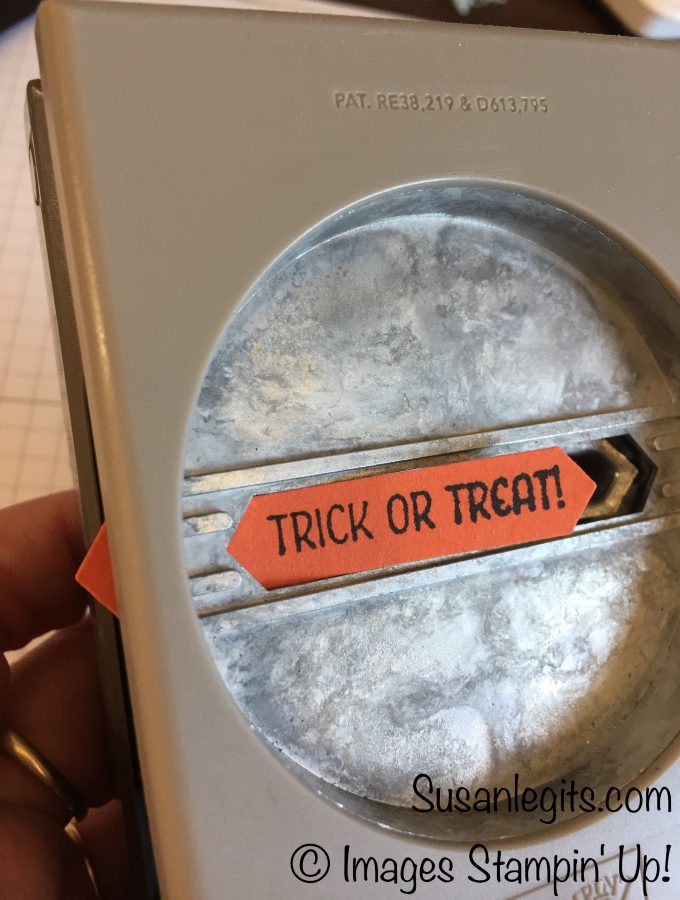 PAT. RE38,219 & D613,795
TRICK OR TREAT!
Susanlegits.com
© Images Stampin' Up!